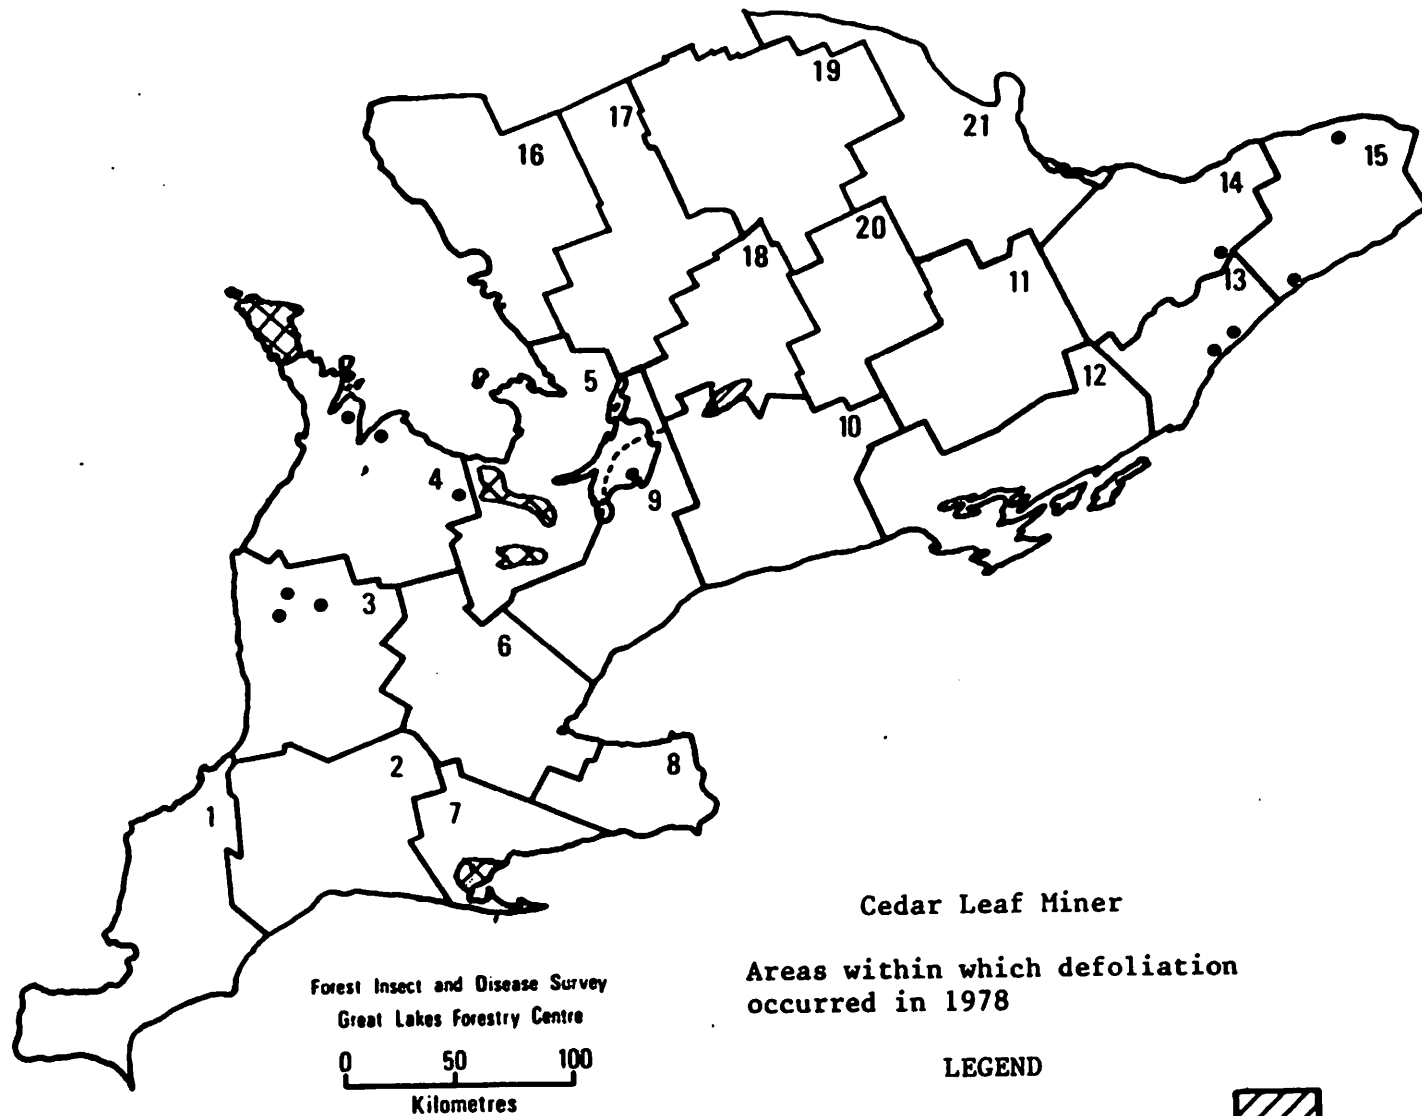 19
17
21
16
15
14
20
18
13
11
5
12
10
4
9
3
6
2
8
1
7
Cedar Leaf Miner
Areas within which defoliation
occurred in 1978
Forest Insect and Disease Survey
Great Lakes Forestry Centre
LEGEND
0 50 100
Kilometres